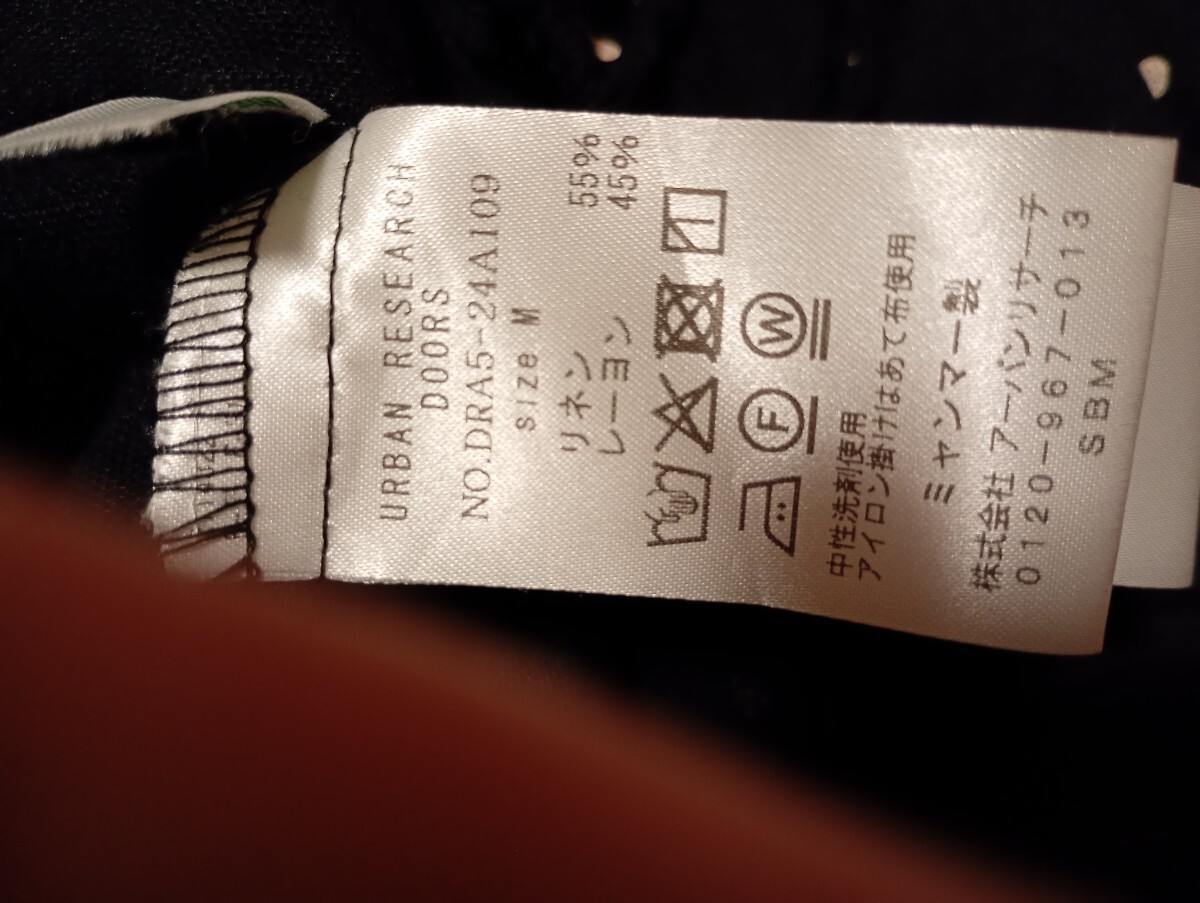 URBAN RESEARCH
DOORS
NO.DRA5-24A109
SIZE M
リネン 55%
レーヨン 45%
W
F
中性洗剤使用
アイロン掛けはあて布使用
ミャンマー製
株式会社 アーバンリサーチ
0120-967-013
SBM